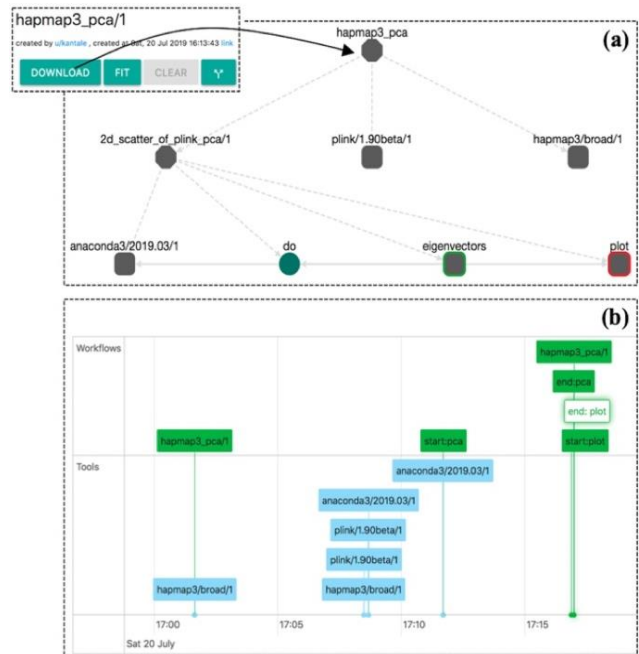 hapmap3_pca/1
created by u/kantale , created at Sat, 20 Jul 2019 16:13:43 link
DOWNLOAD FIT CLEAR
(a)
hapmap3_pca
2d_scatter_of_plink_pca/1 plink/1.90beta/1 hapmap3/broad/1
anaconda3/2019.03/1 do eigenvectors plot
(b)
Workflows
hapmap3_pca/1
end:pca
end: plot
hapmap3_pca/1 start:pca start:plot
Tools
anaconda3/2019.03/1
anaconda3/2019.03/1
plink/1.90beta/1
plink/1.90beta/1
hapmap3/broad/1 hapmap3/broad/1
17:00 17:05 17:10 17:15
Sat 20 July